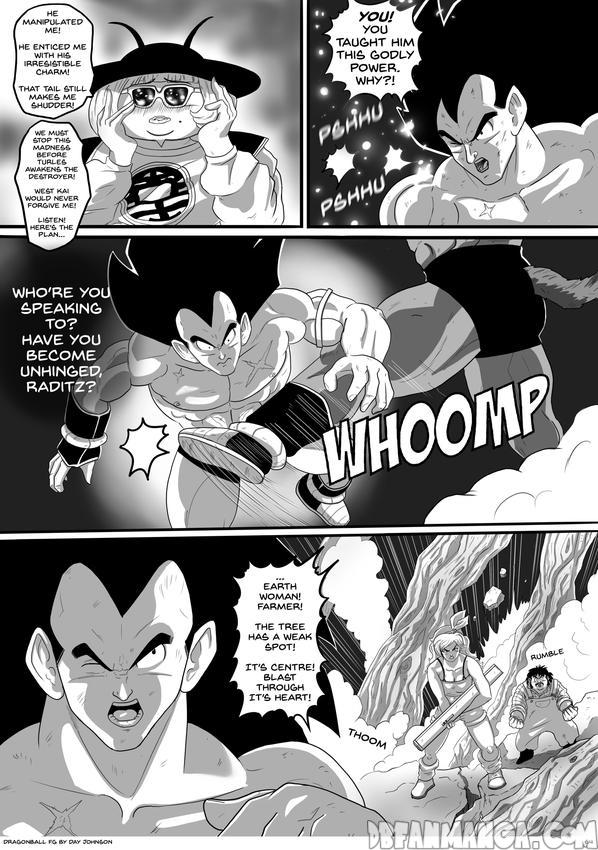 HE
MANIPULATED
ME!
HE ENTICED ME
WITH HIS
IRRESISTIBLE
CHARM!
THAT TAIL STILL
MAKES ME
SHUDDER!
WE MUST
STOP THIS
MADNESS
BEFORE
TURLES
AWAKENS THE
DESTROYER!
WEST KAI
WOULD NEVER
FORGIVE ME!
LISTEN!
HERE'S THE
PLAN...
YOU!
YOU
TAUGHT HIM
THIS GODLY
POWER.
WHY?!
PSHHU
PSHHU
WHO'RE YOU
SPEAKING
TO?
HAVE YOU
BECOME
UNHINGED,
RADITZ?
WHOOMP
...
EARTH
WOMAN!
FARMER!
THE TREE
HAS A WEAK
SPOT!
IT'S CENTRE!
BLAST
THROUGH
IT'S HEART!
RUMBLE
THOOM
DRAGONBALL FG BY DAY JOHNSON
DBFANMANGA.COM